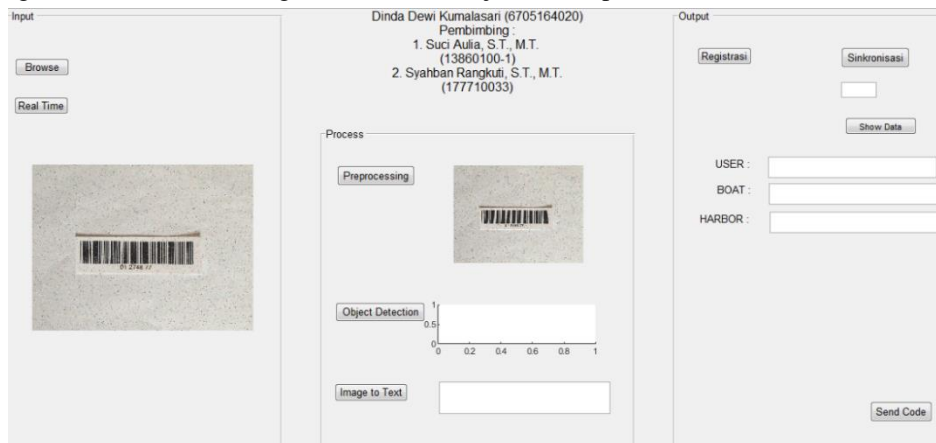 Input
Browse
Real Time
Dinda Dewi Kumalasari (6705164020)
Pembimbing :
1. Suci Aulia, S.T., M.T.
(13860100-1)
2. Syahban Rangkuti, S.T., M.T.
(177710033)
Process
Preprocessing
Object Detection
1
0.5
0
0 0.2 0.4 0.6 0.8 1
Image to Text
Output
Registrasi
Sinkronisasi
Show Data
USER :
BOAT :
HARBOR :
Send Code